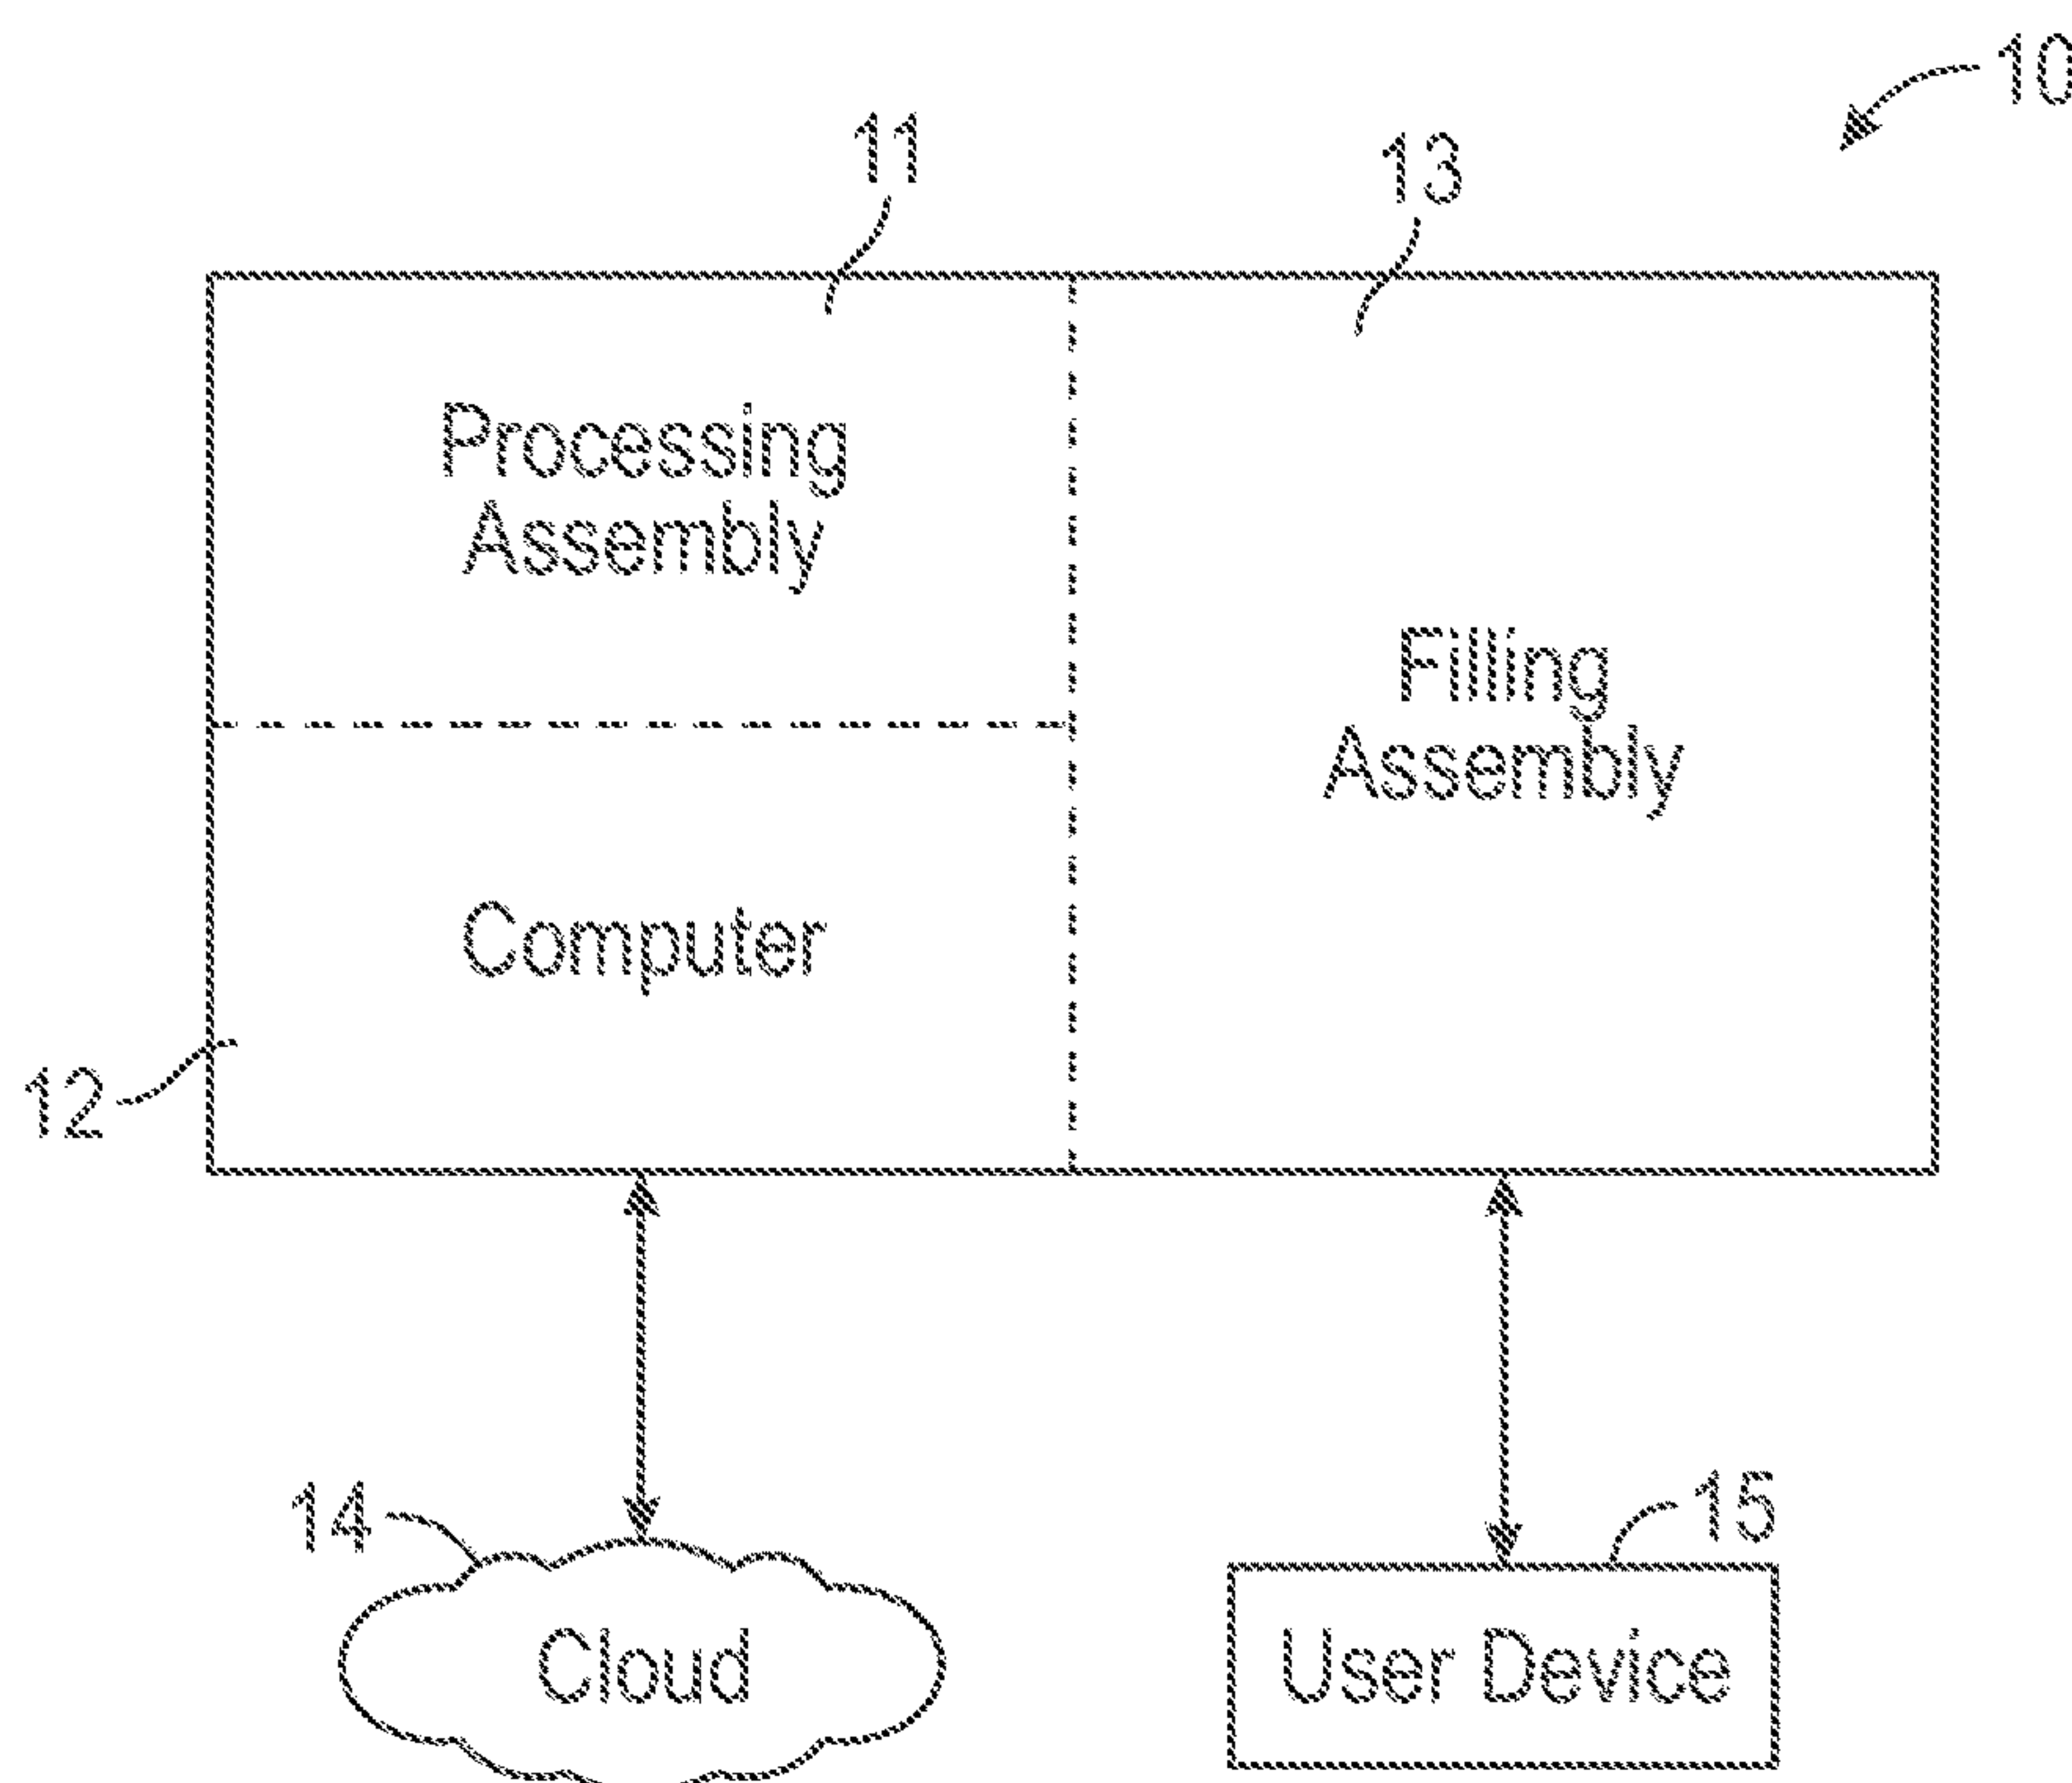 10
11
13
Processing
Assembly
Filling
Assembly
Computer
12
14
15
Cloud
User Device